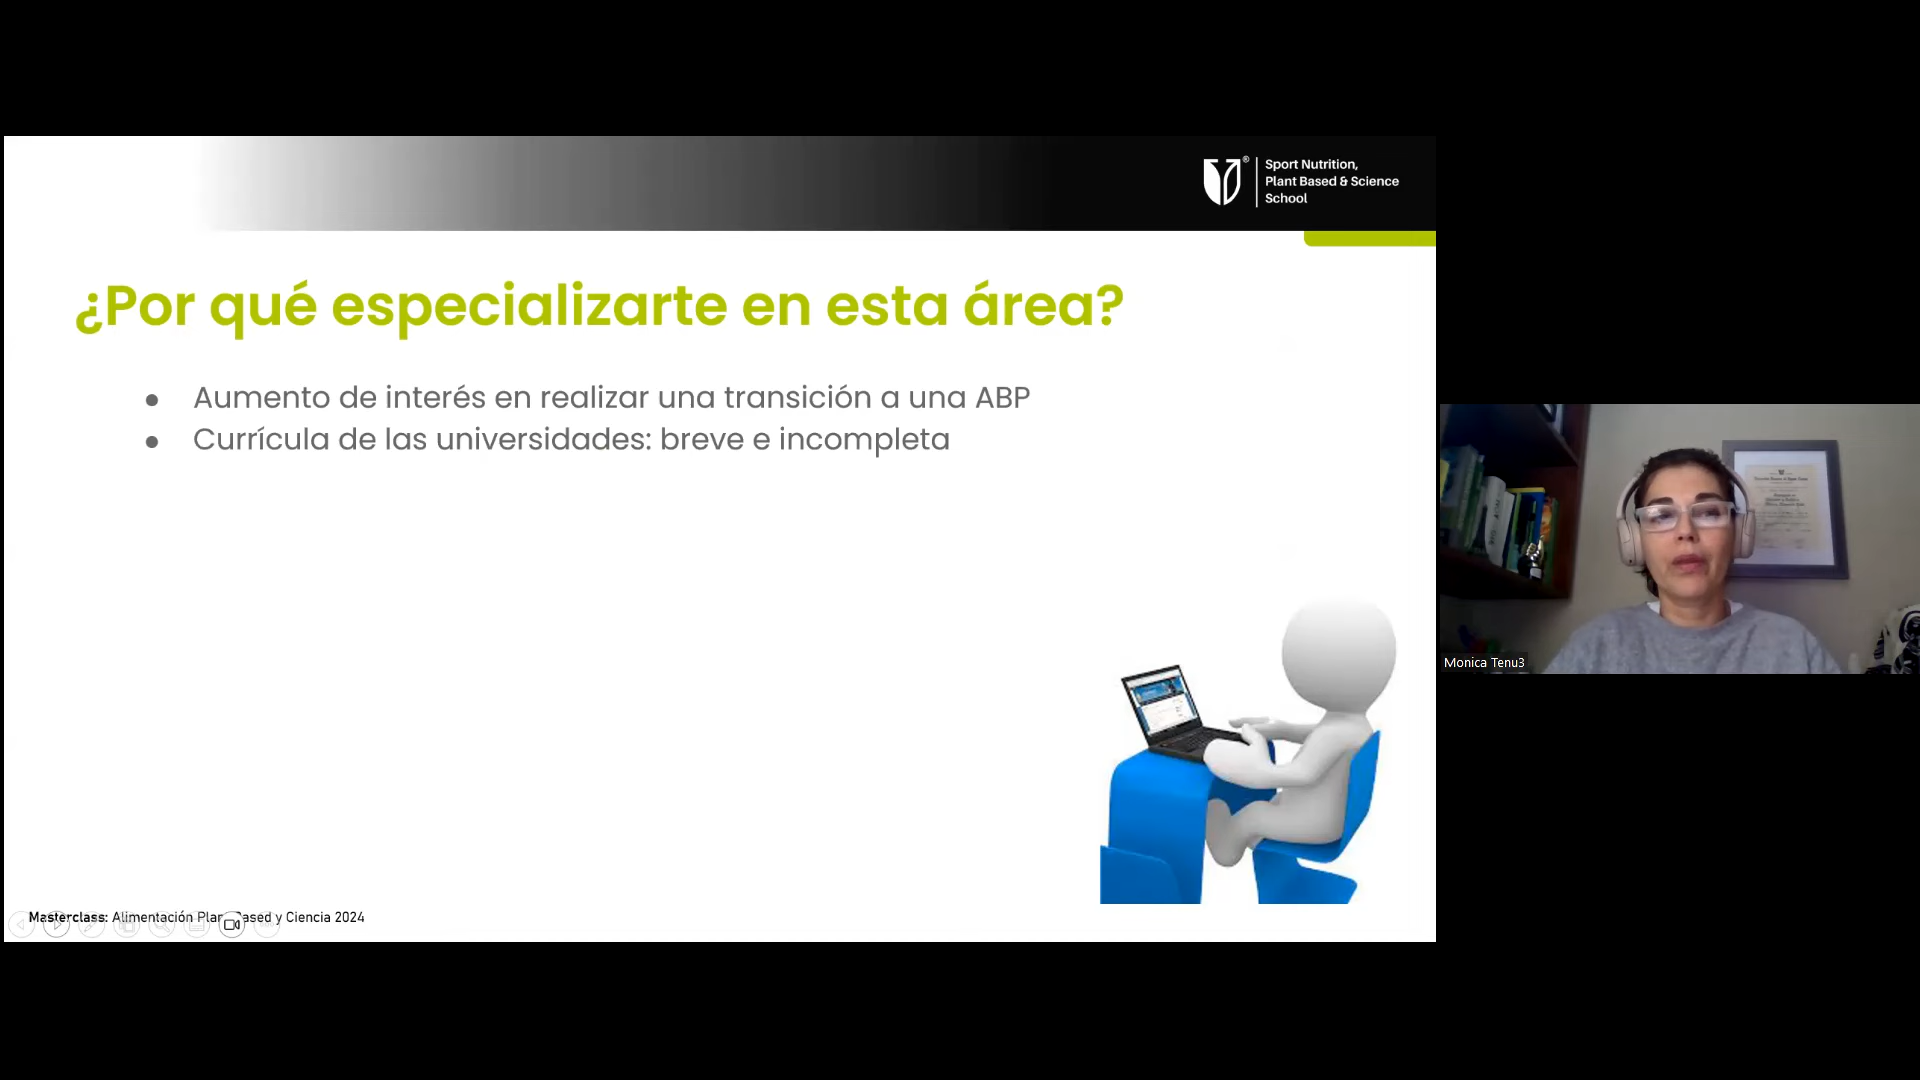 Sport Nutrition,
Plant Based & Science
School
¿Por qué especializarte en esta área?
● Aumento de interés en realizar una transición a una ABP
● Currícula de las universidades: breve e incompleta
Masterclass: Alimentación Plant Based y Ciencia 2024
Monica Tenu3